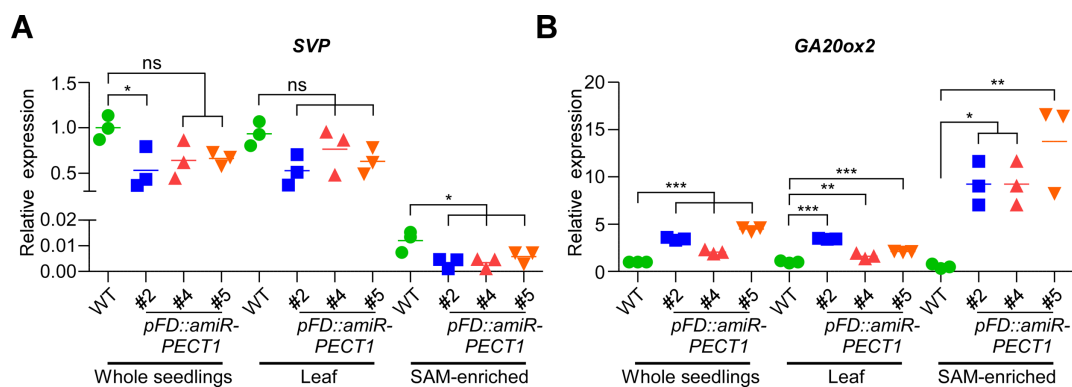 A
SVP
Relative expression
1.5
1.0
0.5
0.02
0.01
0.00
ns
*
ns
*
WT
#2
#4
#5
WT
#2
#4
#5
WT
#2
#4
#5
pFD::amiR-
PECT1
pFD::amiR-
PECT1
pFD::amiR-
PECT1
Whole seedlings
Leaf
SAM-enriched
B
GA20ox2
Relative expression
20
15
10
5
0
***
***
**
***
**
*
WT
#2
#4
#5
WT
#2
#4
#5
WT
#2
#4
#5
pFD::amiR-
PECT1
pFD::amiR-
PECT1
pFD::amiR-
PECT1
Whole seedlings
Leaf
SAM-enriched